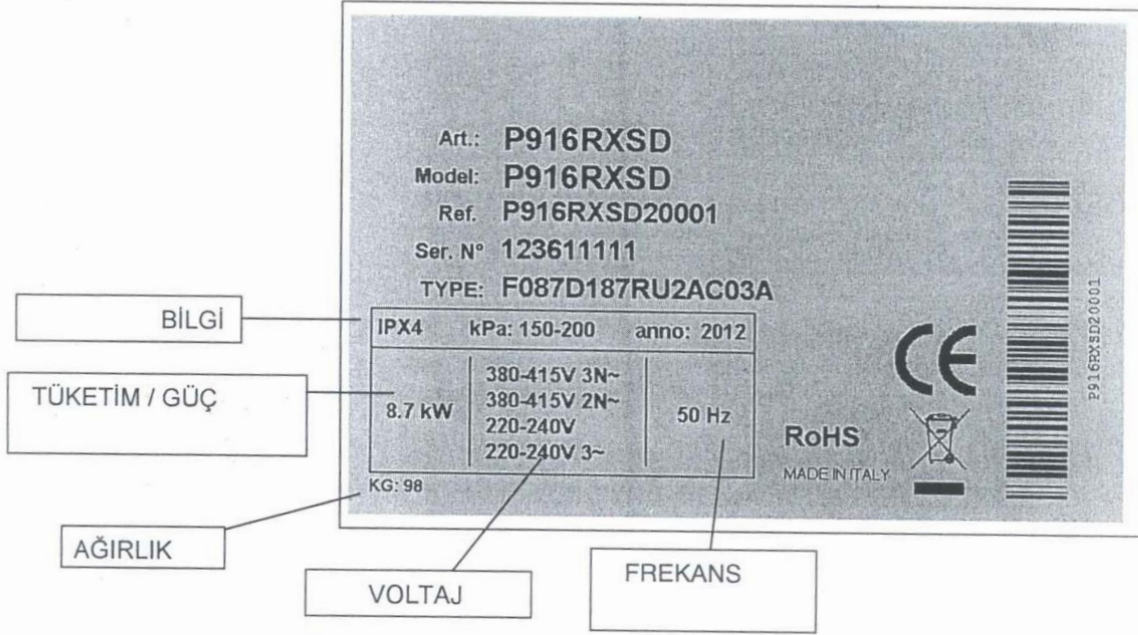 Art.: P916RXSD
Model: P916RXSD
Ref. P916RXSD20001
Ser. N° 123611111
TYPE: F087D187RU2AC03A
BİLGİ
IPX4 kPa: 150-200 anno: 2012
TÜKETİM / GÜÇ
8.7 kW
380-415V 3N~
380-415V 2N~
220-240V
220-240V 3~
50 Hz
KG: 98
CE
RoHS
MADE IN ITALY
P916RXSD20001
AĞIRLIK
VOLTAJ
FREKANS